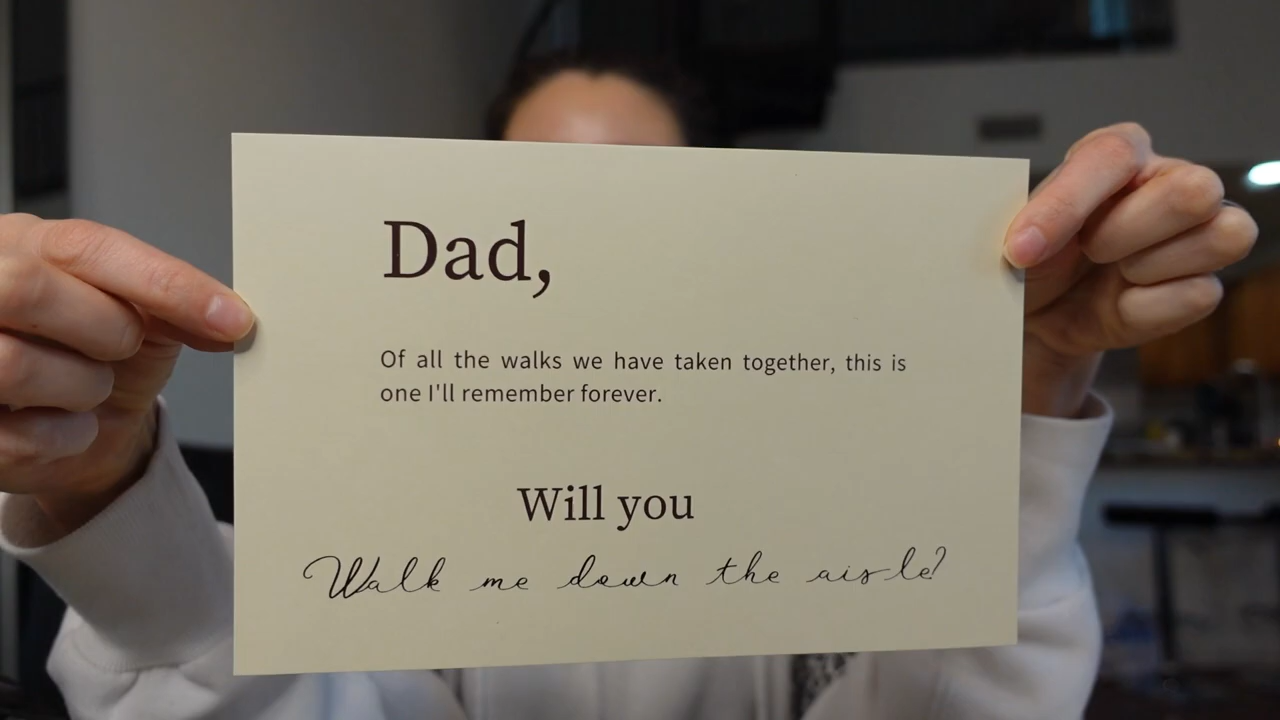 Dad,
Of all the walks we have taken together, this is
one I'll remember forever.
Will you
Walk me down the aisle?